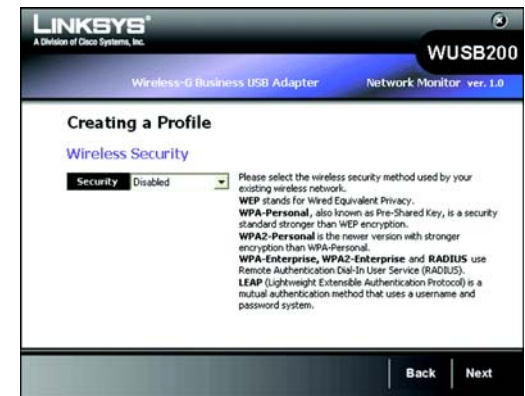 LINKSYS®
A Division of Cisco Systems, Inc.
WUSB200
Wireless-G Business USB Adapter
Network Monitor ver. 1.0
Creating a Profile
Wireless Security
Security Disabled
Please select the wireless security method used by your
existing wireless network.
WEP stands for Wired Equivalent Privacy.
WPA-Personal, also known as Pre-Shared Key, is a security
standard stronger than WEP encryption.
WPA2-Personal is the newer version with stronger
encryption than WPA-Personal.
WPA-Enterprise, WPA2-Enterprise and RADIUS use
Remote Authentication Dial-In User Service (RADIUS).
LEAP (Lightweight Extensible Authentication Protocol) is a
mutual authentication method that uses a username and
password system.
Back
Next